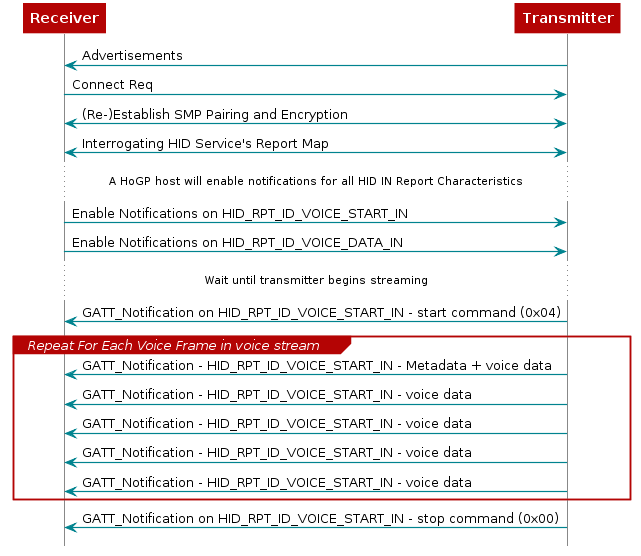 Receiver Transmitter
Advertisements
Connect Req
(Re-)Establish SMP Pairing and Encryption
Interrogating HID Service's Report Map
A HoGP host will enable notifications for all HID IN Report Characteristics
Enable Notifications on HID_RPT_ID_VOICE_START_IN
Enable Notifications on HID_RPT_ID_VOICE_DATA_IN
Wait until transmitter begins streaming
GATT_Notification on HID_RPT_ID_VOICE_START_IN - start command (0x04)
Repeat For Each Voice Frame in voice stream
GATT_Notification - HID_RPT_ID_VOICE_START_IN - Metadata + voice data
GATT_Notification - HID_RPT_ID_VOICE_START_IN - voice data
GATT_Notification - HID_RPT_ID_VOICE_START_IN - voice data
GATT_Notification - HID_RPT_ID_VOICE_START_IN - voice data
GATT_Notification - HID_RPT_ID_VOICE_START_IN - voice data
GATT_Notification on HID_RPT_ID_VOICE_START_IN - stop command (0x00)